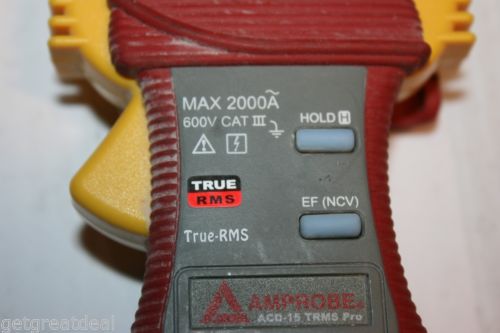 MAX 2000A
600V CAT III
HOLD H
TRUE
RMS
EF (NCV)
True-RMS
AMPROBE
ACD-15 TRMS Pro
getgreatdeal